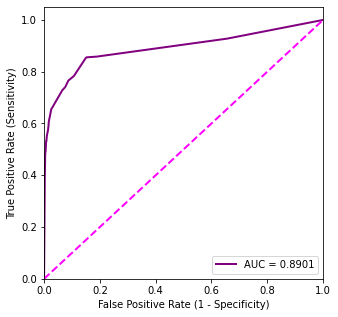 1.0
0.8
0.6
0.4
0.2
0.0
True Positive Rate (Sensitivity)
AUC = 0.8901
0.0 0.2 0.4 0.6 0.8 1.0
False Positive Rate (1 - Specificity)